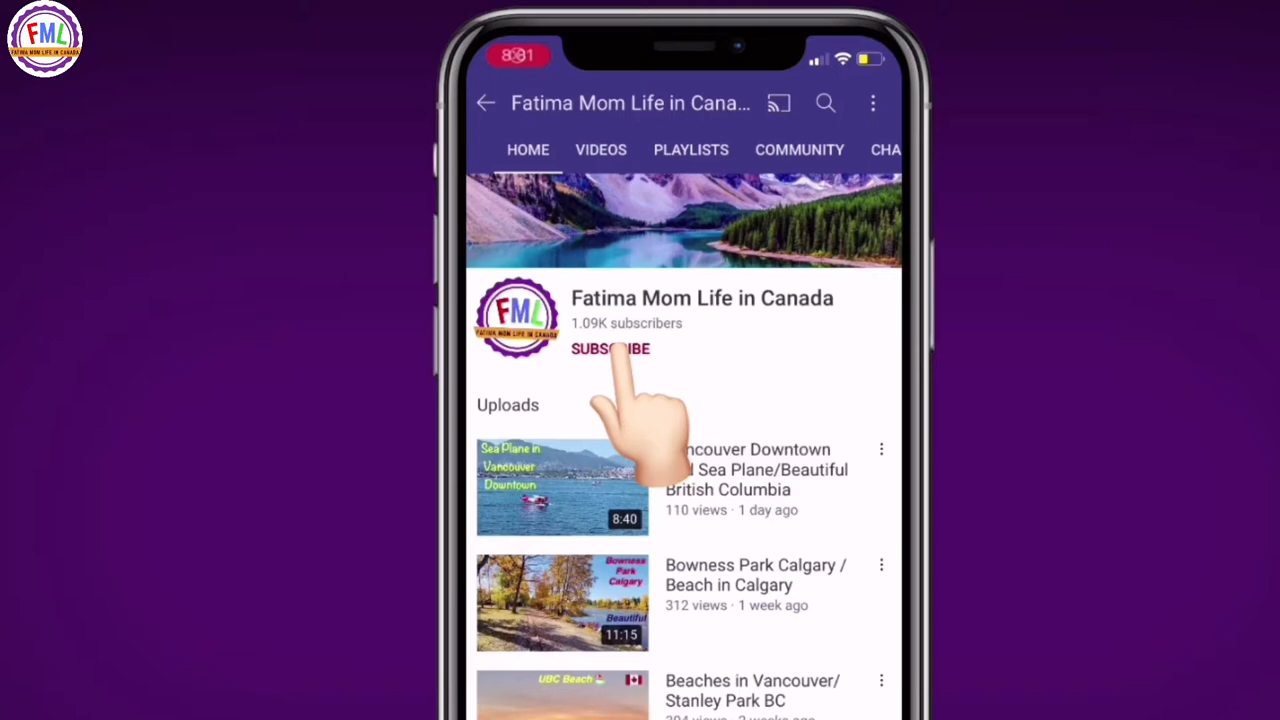 FML
FATIMA MOM LIFE IN CANADA
Fatima Mom Life in Cana...
HOME VIDEOS PLAYLISTS COMMUNITY CHA
FML
FATIMA MOM LIFE IN CANADA
Fatima Mom Life in Canada
1.09K subscribers
SUBSCRIBE
Uploads
Sea Plane in
Vancouver
Downtown
8:40
ncouver Downtown
Sea Plane/Beautiful
British Columbia
110 views · 1 day ago
Bowness
Park
Calgary
Beautiful
11:15
Bowness Park Calgary /
Beach in Calgary
312 views · 1 week ago
UBC Beach
Beaches in Vancouver/
Stanley Park BC